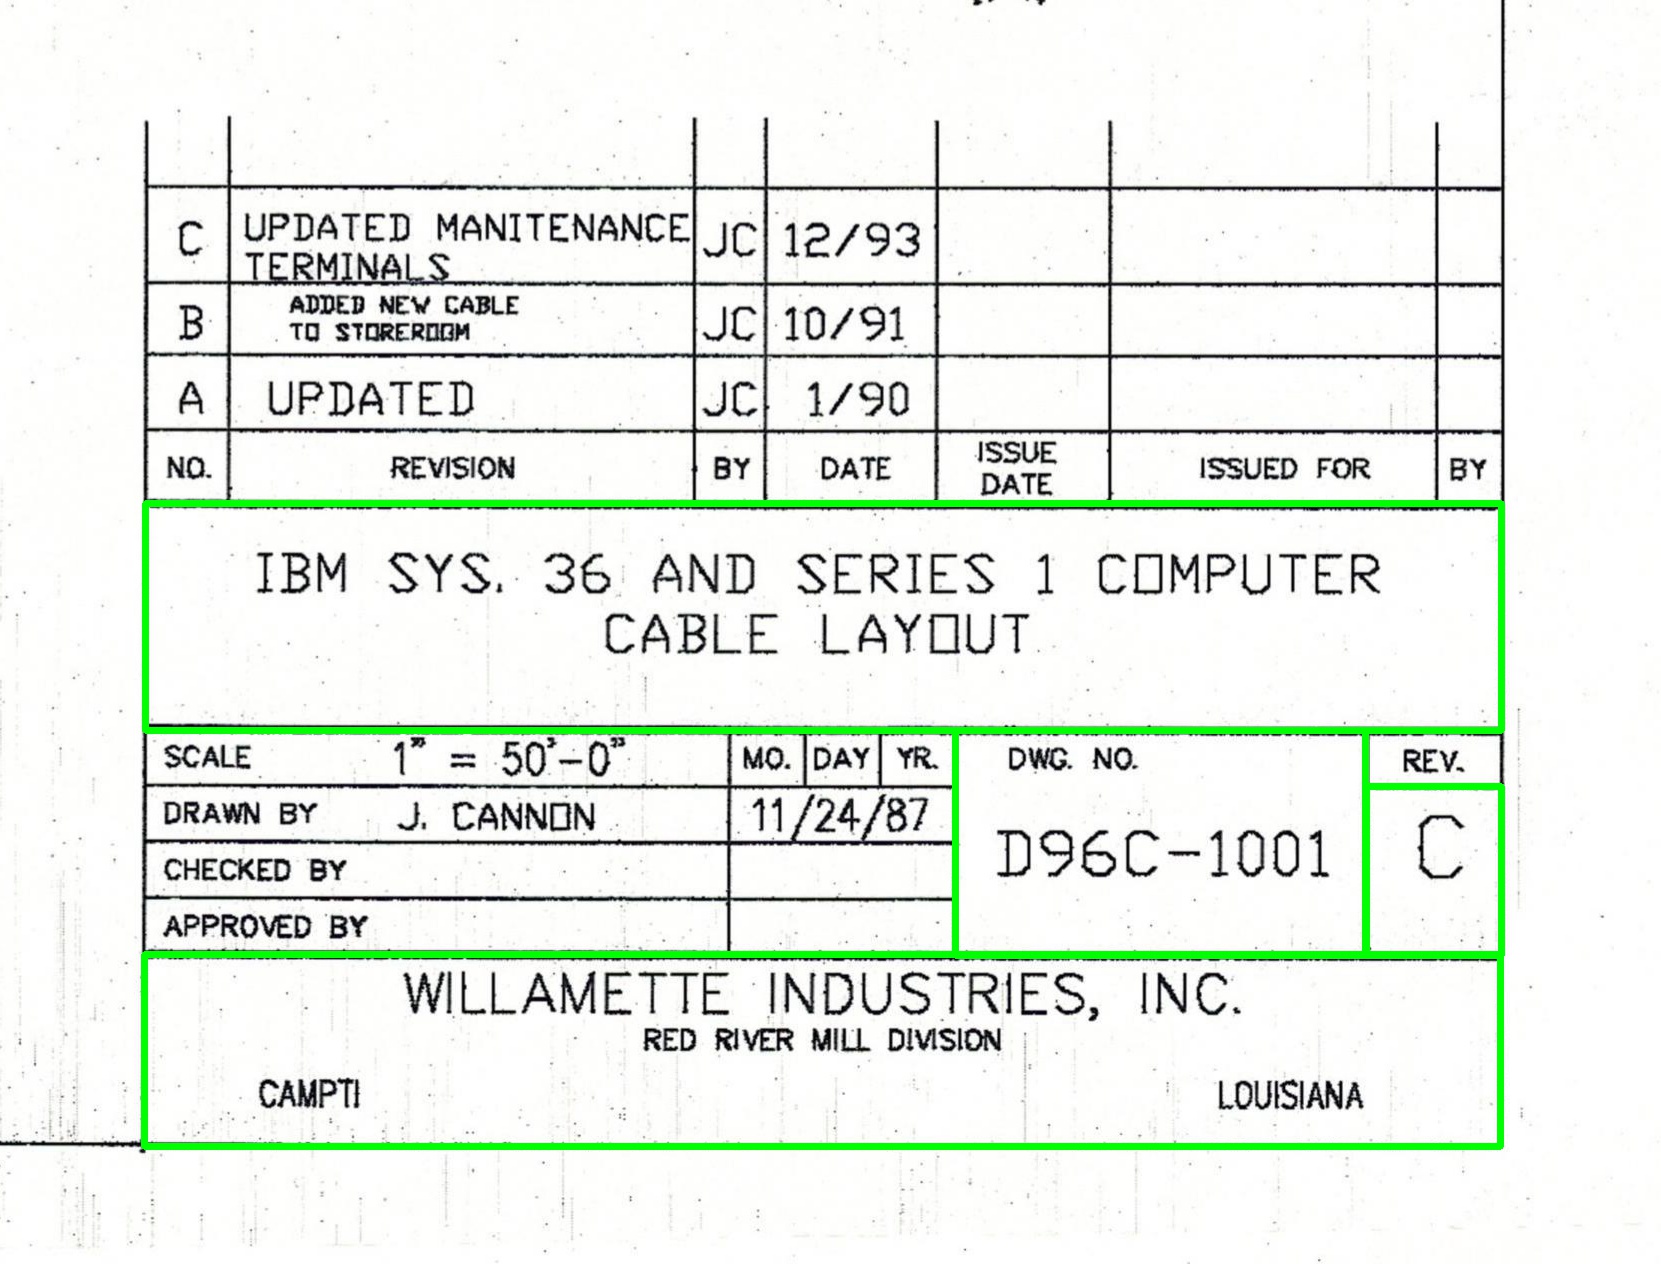 C UPDATED MANITENANCE JC 12/93
TERMINALS
B ADDED NEW CABLE JC 10/91
TO STOREROOM
A UPDATED JC 1/90
NO. REVISION BY DATE ISSUE DATE ISSUED FOR BY
IBM SYS. 36 AND SERIES 1 COMPUTER
CABLE LAYOUT
SCALE 1" = 50'-0" MO. DAY YR. DWG. NO. REV.
DRAWN BY J. CANNON 11/24/87 D96C-1001 C
CHECKED BY
APPROVED BY
WILLAMETTE INDUSTRIES, INC.
RED RIVER MILL DIVISION
CAMPTI LOUISIANA